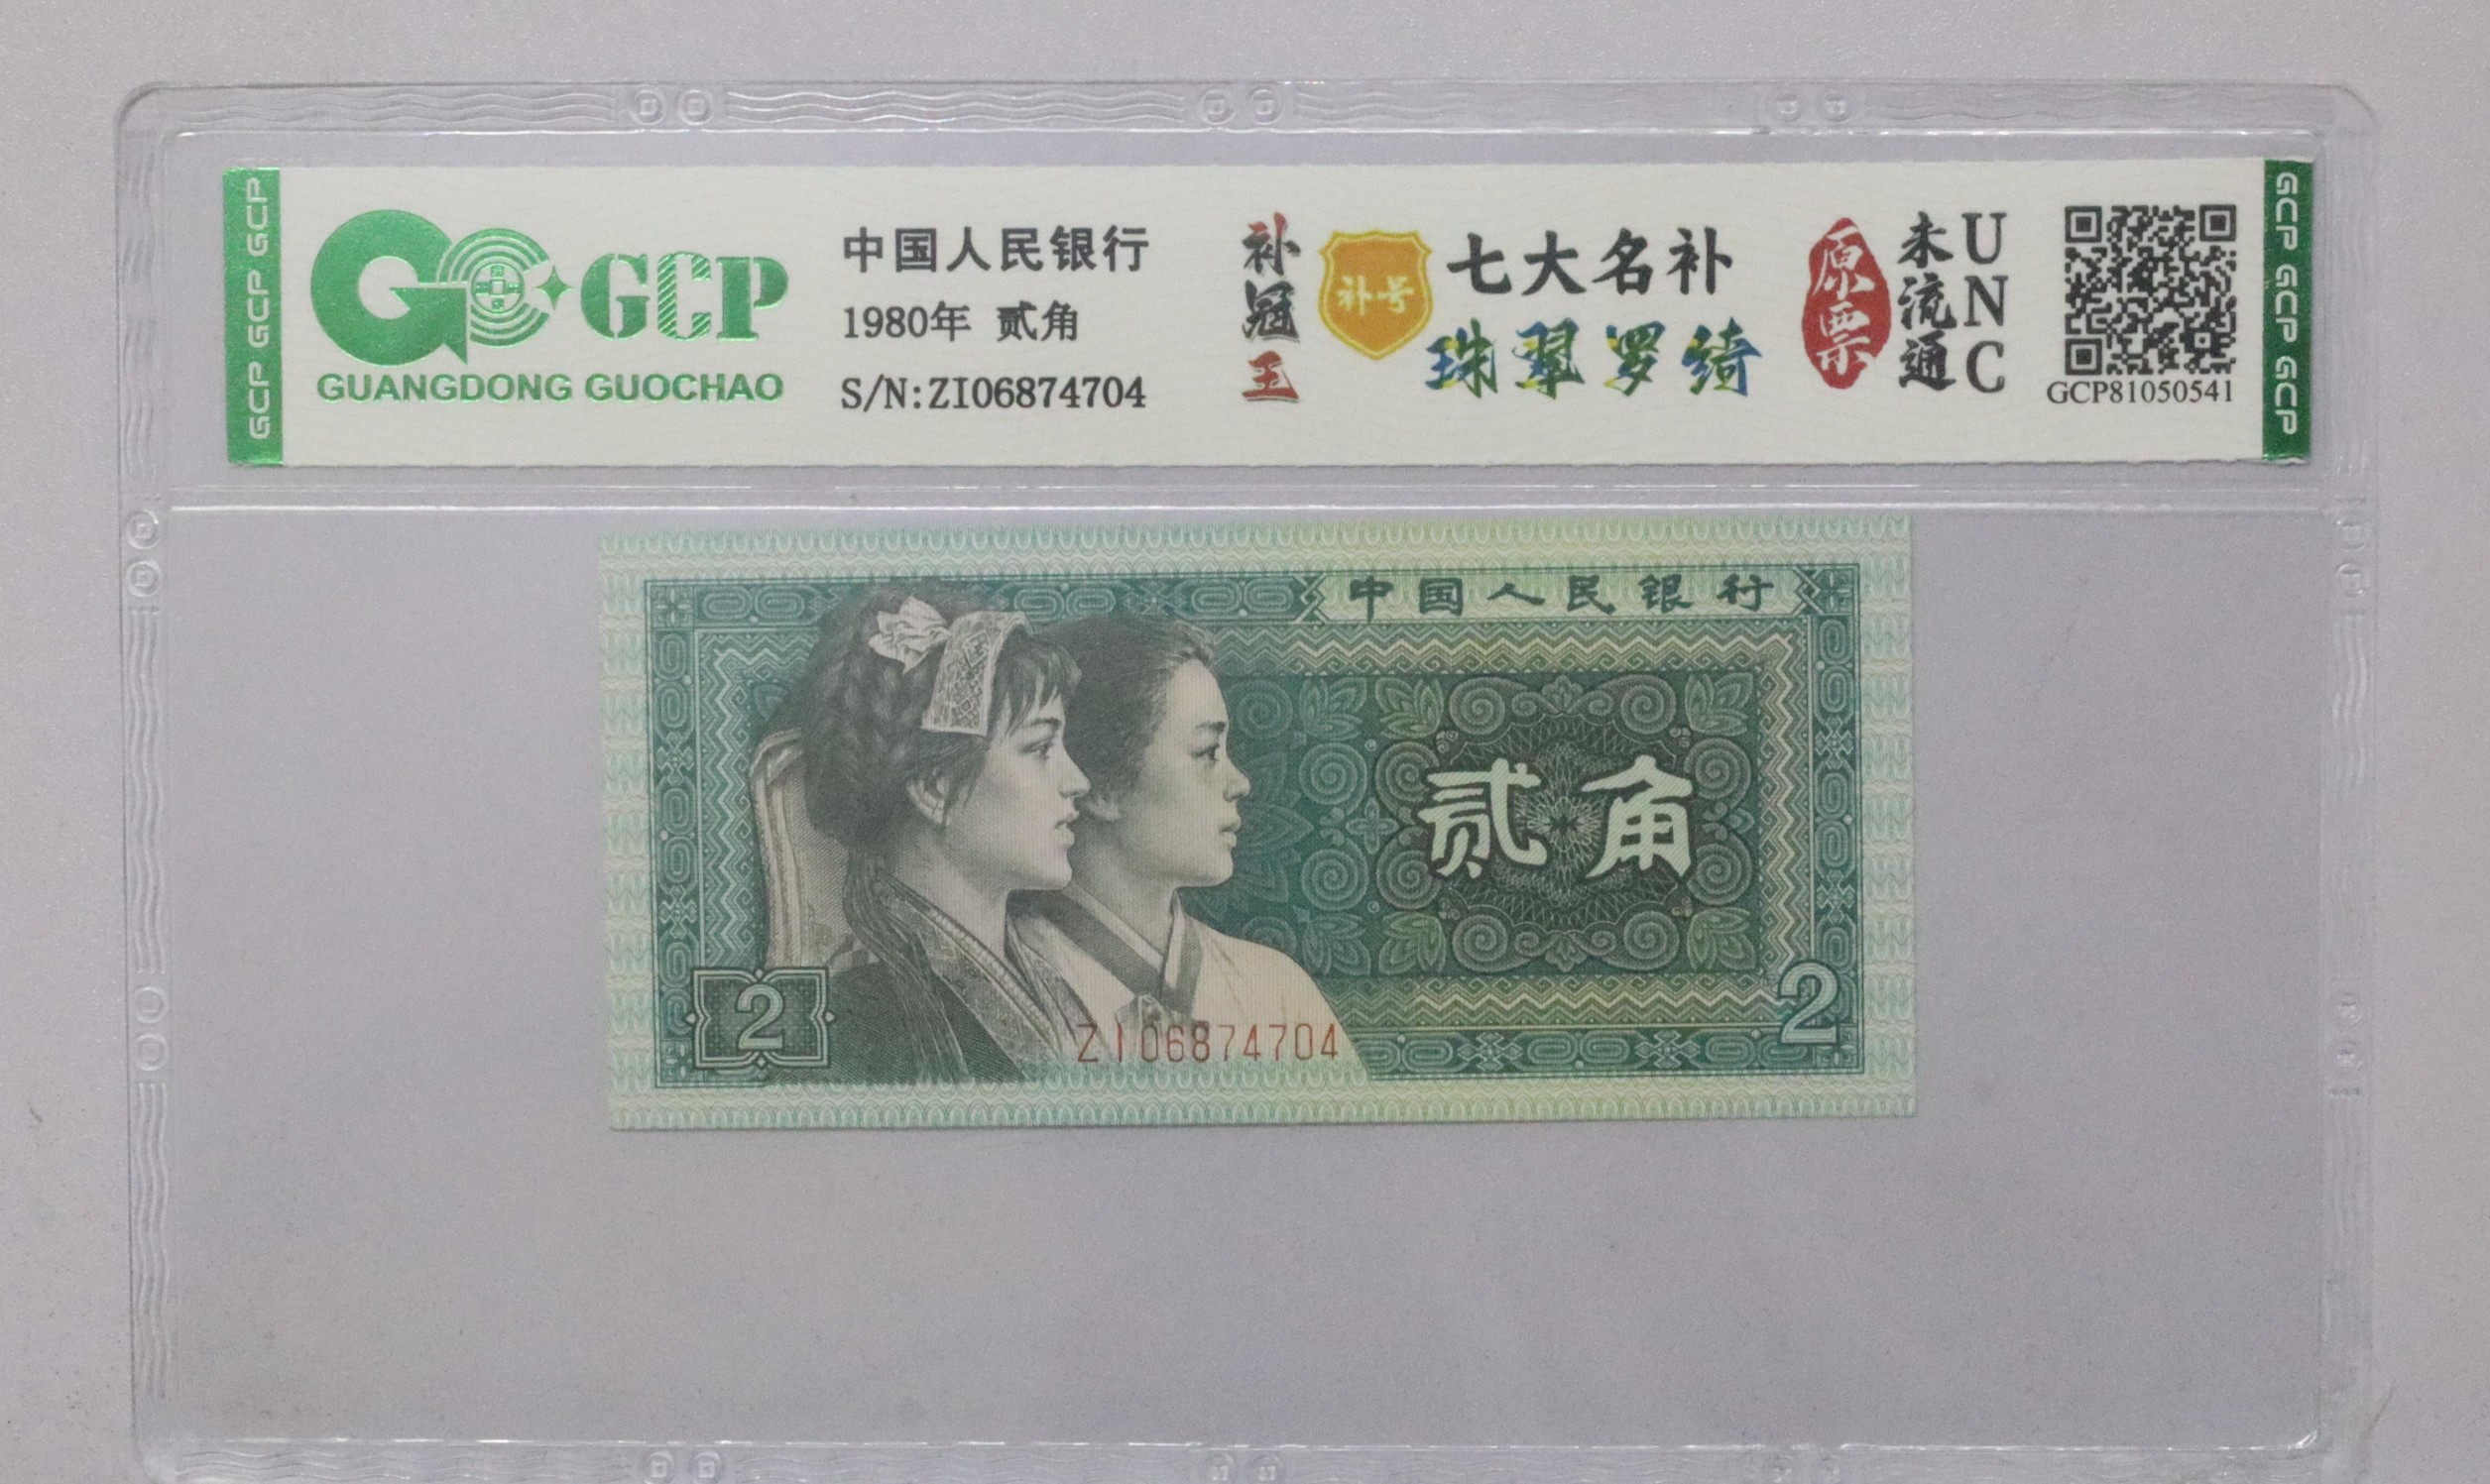 GCP GCP GCP
GCP
GUANGDONG GUOCHAO
中国人民银行
1980年 贰角
S/N:ZI06874704
补冠王
补号
七大名补
珠翠罗绮
原票
未流通
UNC
GCP81050541
GCP GCP GCP
中国人民银行
贰角
2
ZI06874704
2